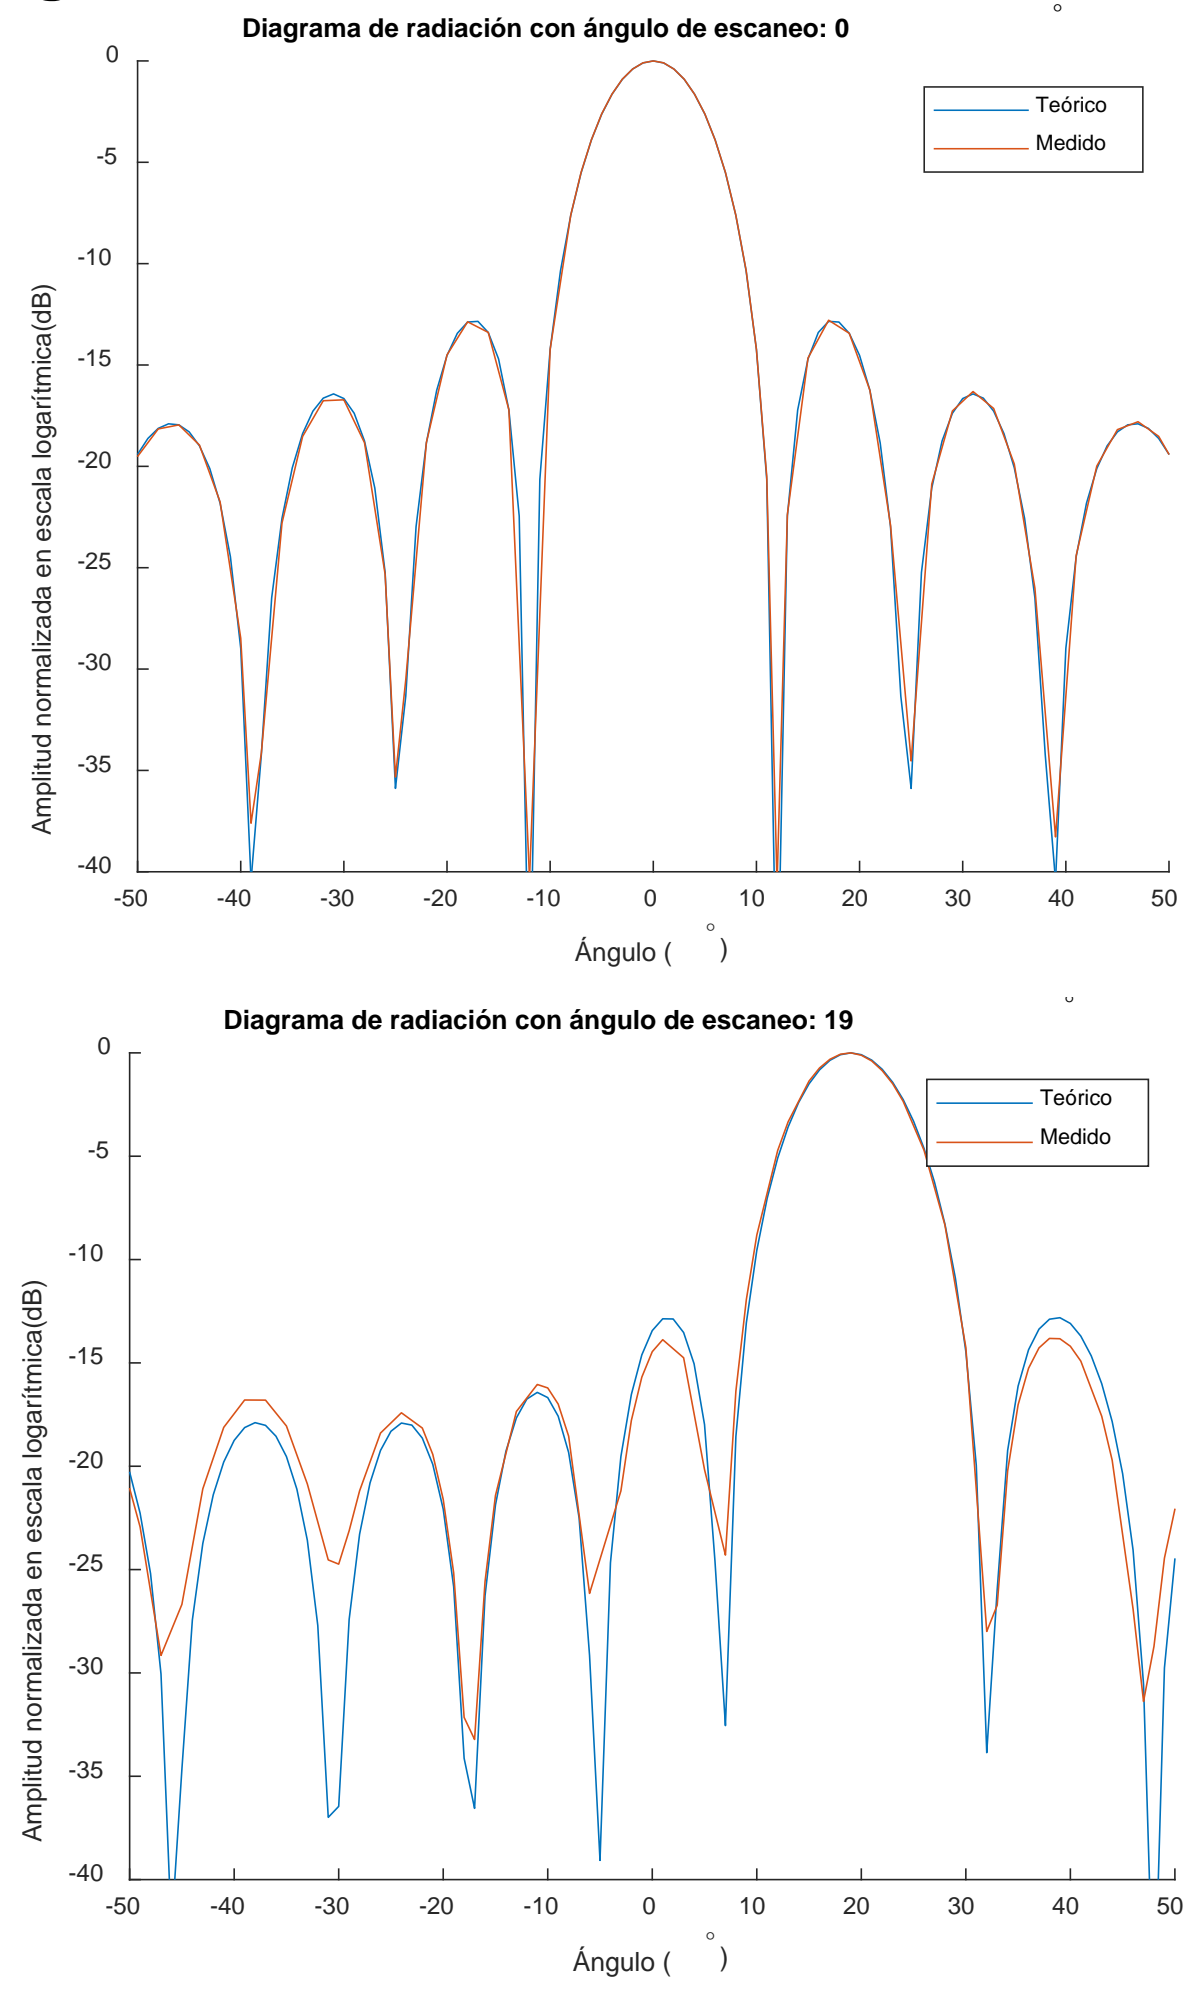 Diagrama de radiación con ángulo de escaneo: 0 °
0
-5
-10
-15
-20
-25
-30
-35
-40
Amplitud normalizada en escala logarítmica(dB)
Teórico
Medido
-50 -40 -30 -20 -10 0 10 20 30 40 50
Ángulo ( ° )
Diagrama de radiación con ángulo de escaneo: 19 °
0
-5
-10
-15
-20
-25
-30
-35
-40
Amplitud normalizada en escala logarítmica(dB)
Teórico
Medido
-50 -40 -30 -20 -10 0 10 20 30 40 50
Ángulo ( ° )